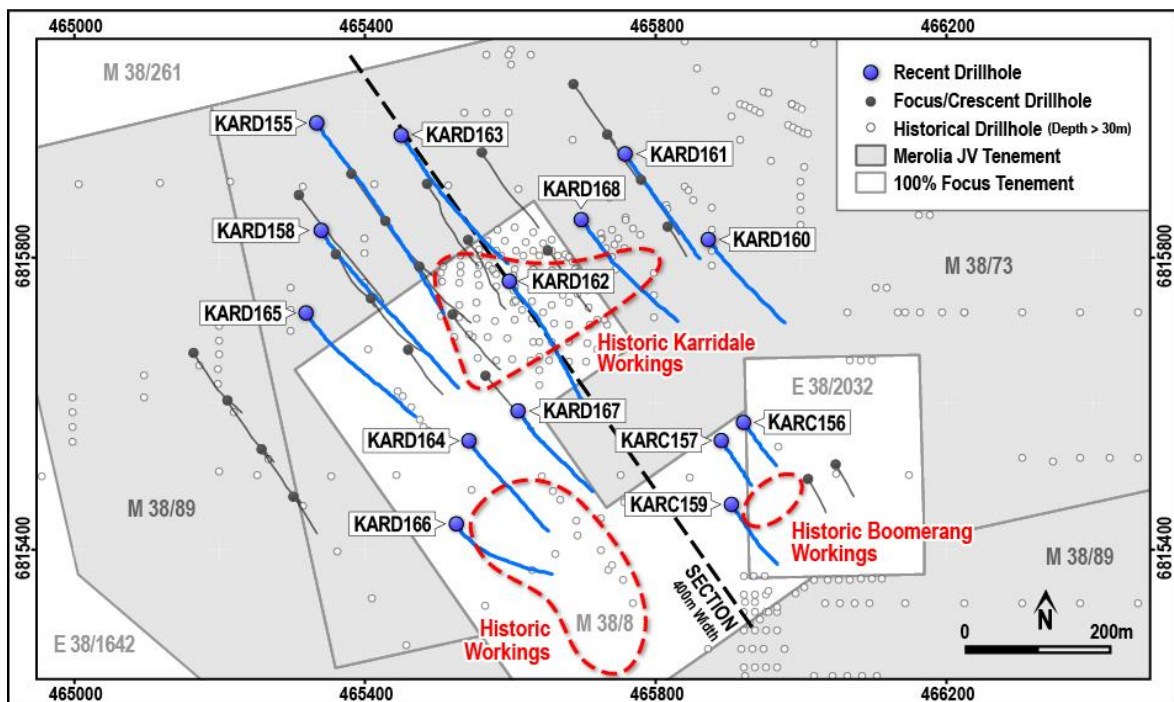 465000
465400
465800
466200
M 38/261
Recent Drillhole
Focus/Crescent Drillhole
Historical Drillhole (Depth > 30m)
Merolia JV Tenement
100% Focus Tenement
KARD155
KARD163
KARD161
KARD168
KARD158
KARD160
6815800
6815800
M 38/73
KARD162
KARD165
Historic Karridale
Workings
E 38/2032
KARD167
KARC156
KARD164
KARC157
M 38/89
KARC159
KARD166
Historic Boomerang
Workings
6815400
6815400
M 38/89
SECTION
400m Width
N
Historic
Workings
M 38/8
E 38/1642
0
200m
465000
465400
465800
466200